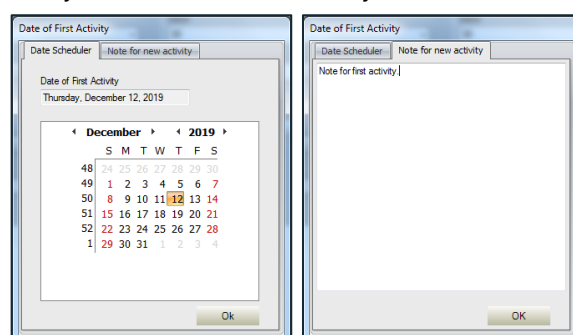 Date of First Activity
Date Scheduler Note for new activity
Date of First Activity
Thursday, December 12, 2019
December 2019
S M T W T F S
48 24 25 26 27 28 29 30
49 1 2 3 4 5 6 7
50 8 9 10 11 12 13 14
51 15 16 17 18 19 20 21
52 22 23 24 25 26 27 28
1 29 30 31 1 2 3 4
Ok
Date of First Activity
Date Scheduler Note for new activity
Note for first activity.
OK